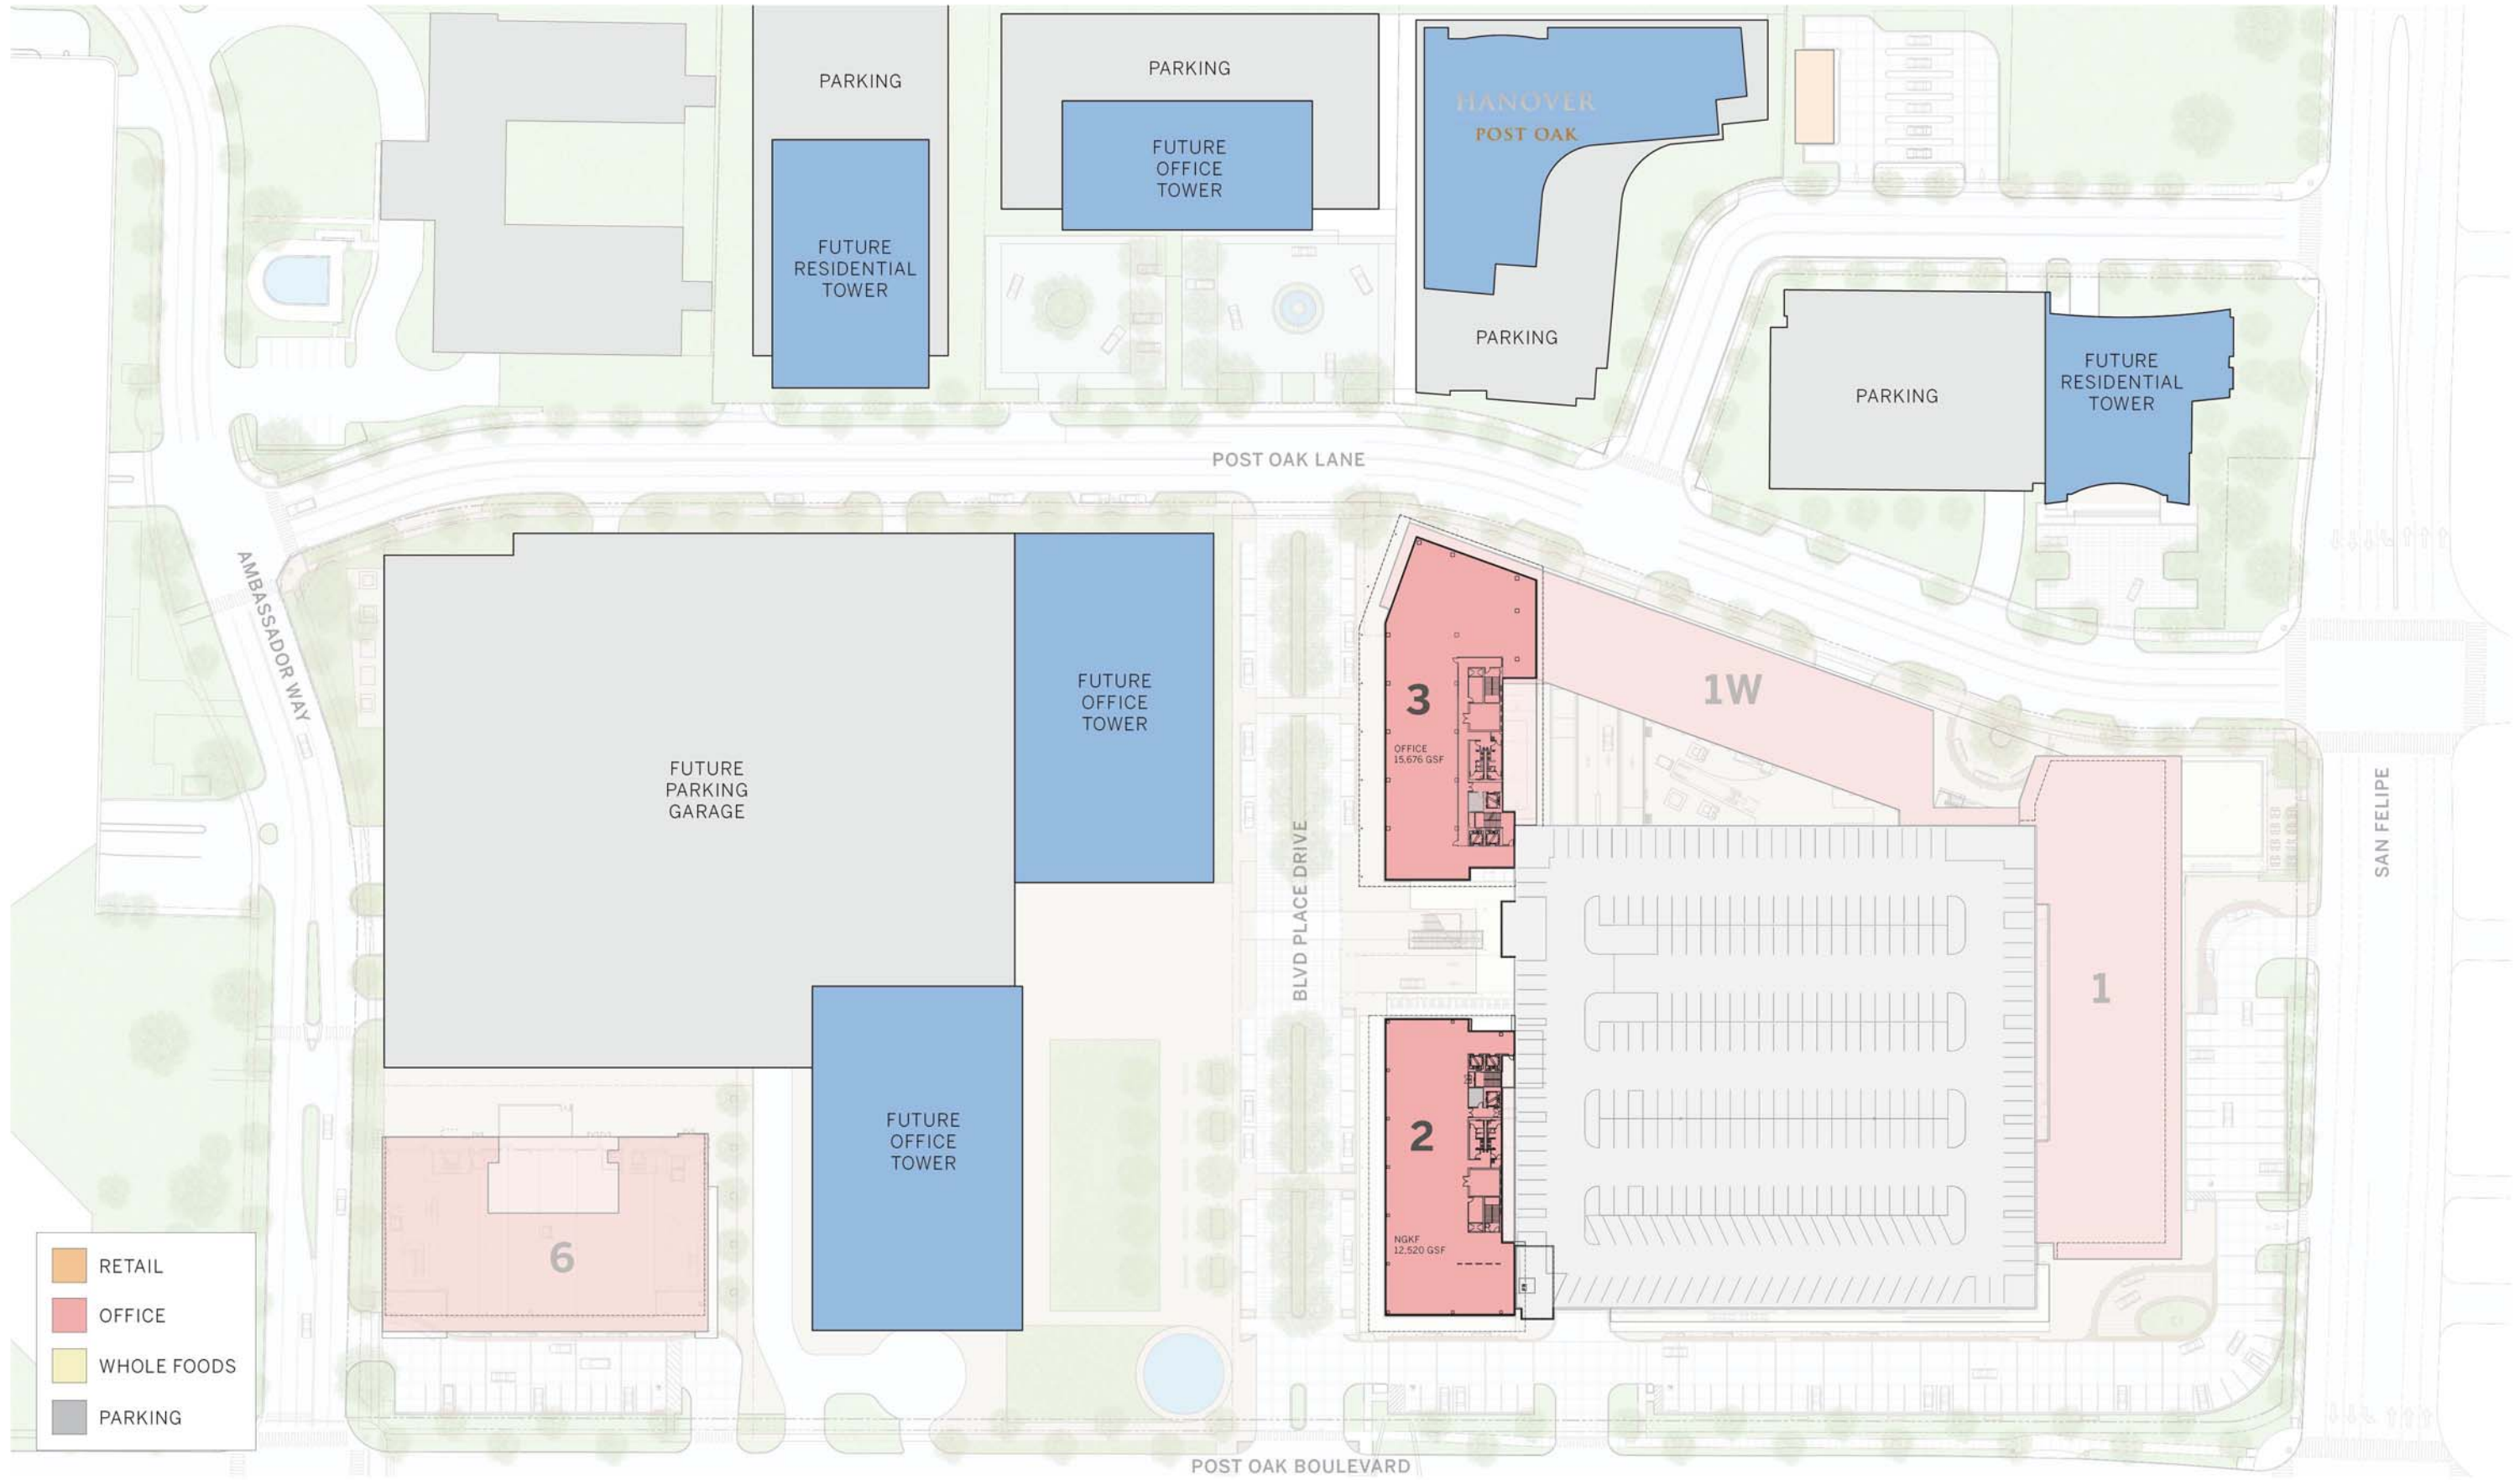 PARKING
PARKING
HANOVER
POST OAK
FUTURE
OFFICE
TOWER
FUTURE
RESIDENTIAL
TOWER
PARKING
FUTURE
RESIDENTIAL
TOWER
PARKING
POST OAK LANE
AMBASSADOR WAY
FUTURE
OFFICE
TOWER
3
1W
OFFICE
15,676 GSF
FUTURE
PARKING
GARAGE
SAN FELIPE
BLVD PLACE DRIVE
1
2
FUTURE
OFFICE
TOWER
NGKF
12,520 GSF
6
RETAIL
OFFICE
WHOLE FOODS
PARKING
POST OAK BOULEVARD